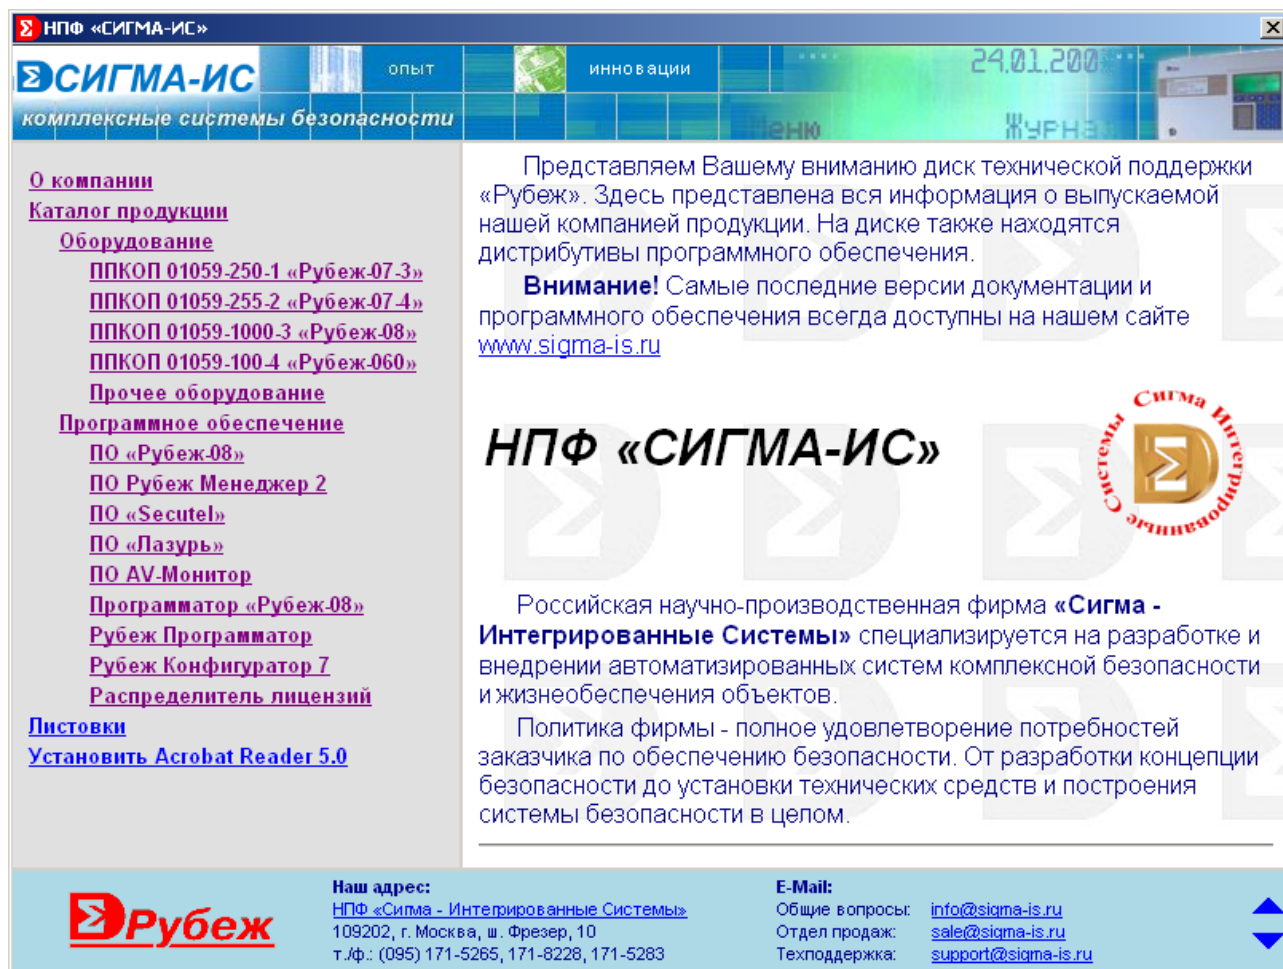 НПФ «СИГМА-ИС»
СИГМА-ИС
опыт
инновации
24.01.200
комплексные системы безопасности
Меню
Журнал
О компании
Каталог продукции
Оборудование
ППКОП 01059-250-1 «Рубеж-07-3»
ППКОП 01059-255-2 «Рубеж-07-4»
ППКОП 01059-1000-3 «Рубеж-08»
ППКОП 01059-100-4 «Рубеж-060»
Прочее оборудование
Программное обеспечение
ПО «Рубеж-08»
ПО Рубеж Менеджер 2
ПО «Secutel»
ПО «Лазурь»
ПО AV-Монитор
Программатор «Рубеж-08»
Рубеж Программатор
Рубеж Конфигуратор 7
Распределитель лицензий
Листовки
Установить Acrobat Reader 5.0
Представляем Вашему вниманию диск технической поддержки
«Рубеж». Здесь представлена вся информация о выпускаемой
нашей компанией продукции. На диске также находятся
дистрибутивы программного обеспечения.
Внимание! Самые последние версии документации и
программного обеспечения всегда доступны на нашем сайте
www.sigma-is.ru
НПФ «СИГМА-ИС»
Сигма Интегрированные Системы
Российская научно-производственная фирма «Сигма -
Интегрированные Системы» специализируется на разработке и
внедрении автоматизированных систем комплексной безопасности
и жизнеобеспечения объектов.
Политика фирмы - полное удовлетворение потребностей
заказчика по обеспечению безопасности. От разработки концепции
безопасности до установки технических средств и построения
системы безопасности в целом.
Рубеж
Наш адрес:
НПФ «Сигма - Интегрированные Системы»
109202, г. Москва, ш. Фрезер, 10
т./ф.: (095) 171-5265, 171-8228, 171-5283
E-Mail:
Общие вопросы: info@sigma-is.ru
Отдел продаж: sale@sigma-is.ru
Техподдержка: support@sigma-is.ru